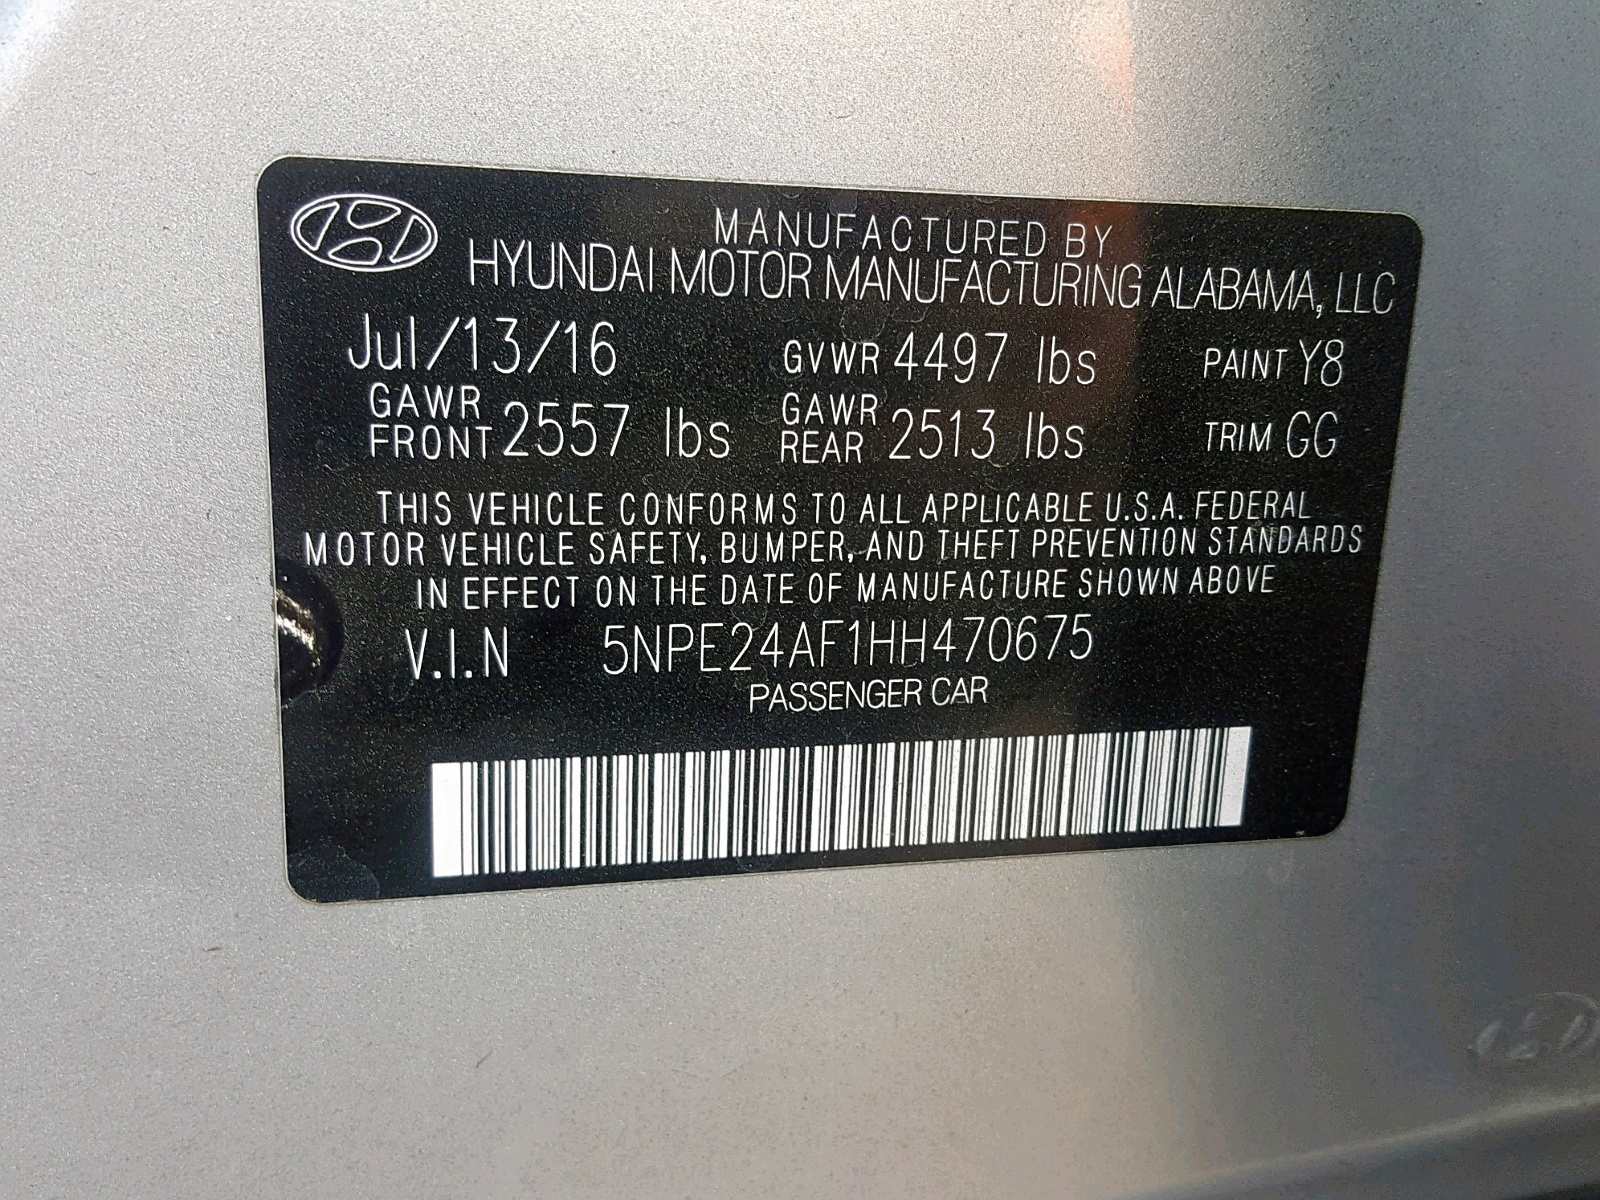 MANUFACTURED BY
HYUNDAI MOTOR MANUFACTURING ALABAMA, LLC
Jul/13/16 GVWR 4497 lbs PAINT Y8
GAWR FRONT 2557 lbs GAWR REAR 2513 lbs TRIM GG
THIS VEHICLE CONFORMS TO ALL APPLICABLE U.S.A. FEDERAL
MOTOR VEHICLE SAFETY, BUMPER, AND THEFT PREVENTION STANDARDS
IN EFFECT ON THE DATE OF MANUFACTURE SHOWN ABOVE
V.I.N 5NPE24AF1HH470675
PASSENGER CAR